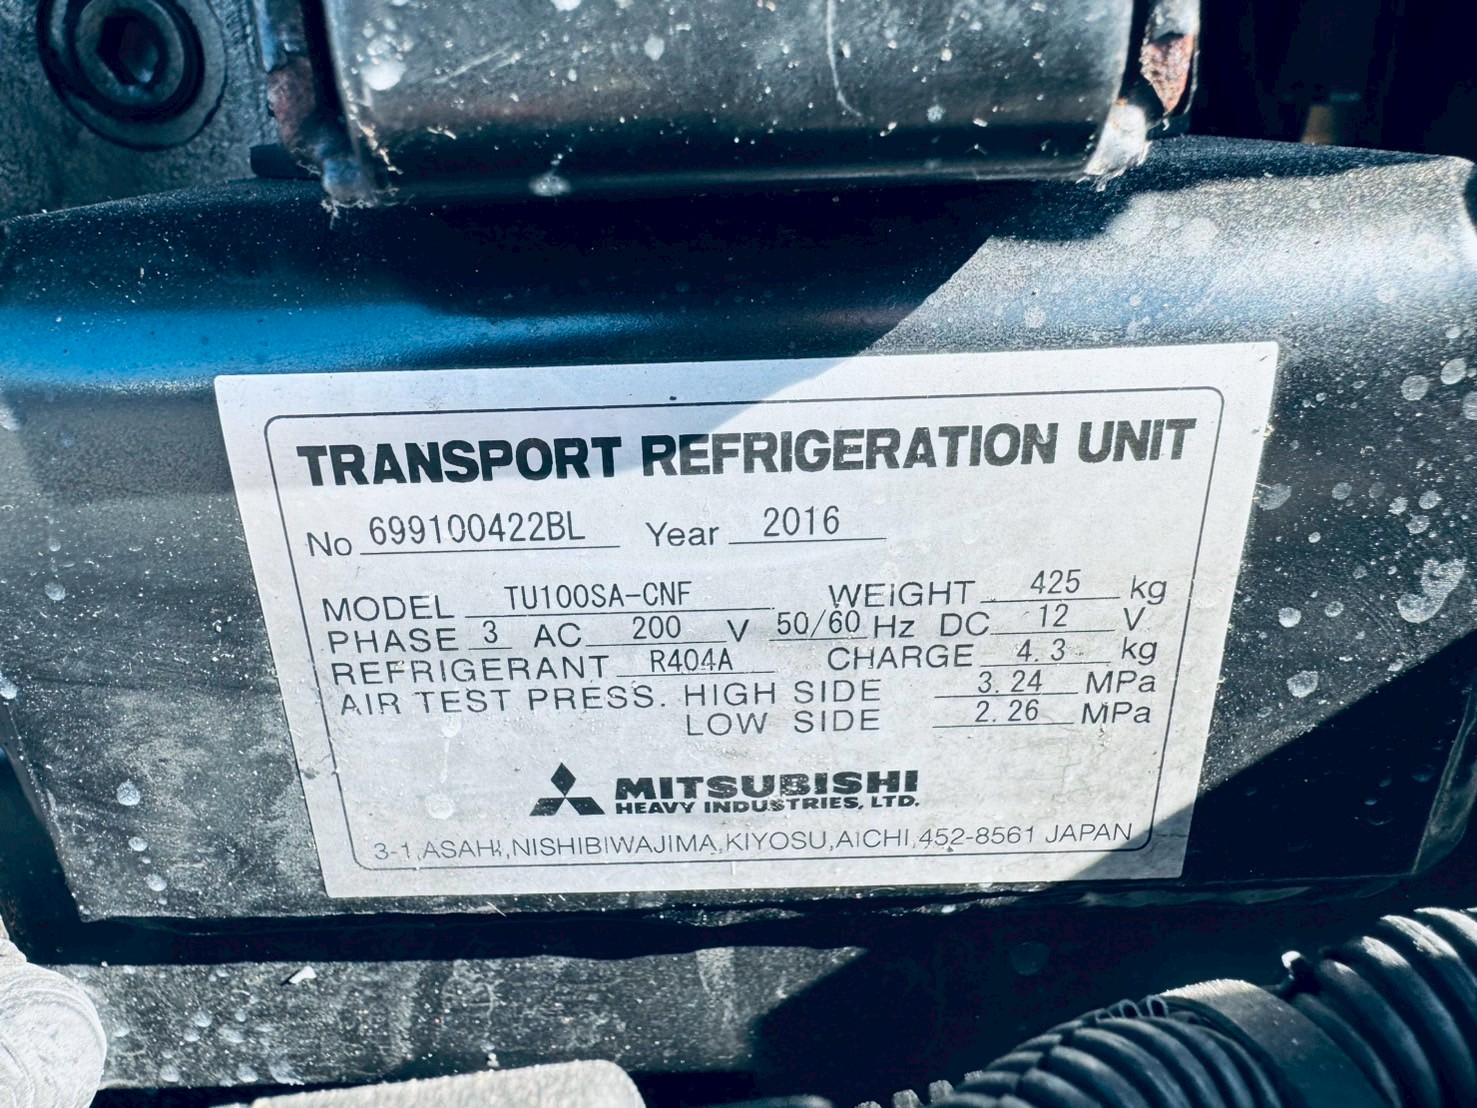 TRANSPORT REFRIGERATION UNIT
No 699100422BL Year 2016
MODEL TU100SA-CNF WEIGHT 425 kg
PHASE 3 AC 200 V 50/60 Hz DC 12 V
REFRIGERANT R404A CHARGE 4.3 kg
AIR TEST PRESS. HIGH SIDE 3.24 MPa
LOW SIDE 2.26 MPa
MITSUBISHI
HEAVY INDUSTRIES, LTD.
3-1,ASAHI,NISHIBIWAJIMA,KIYOSU,AICHI,452-8561 JAPAN